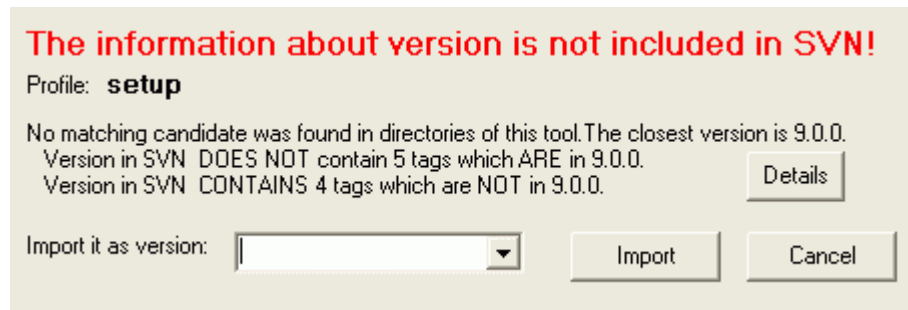 The information about version is not included in SVN!
Profile: setup
No matching candidate was found in directories of this tool.The closest version is 9.0.0.
Version in SVN DOES NOT contain 5 tags which ARE in 9.0.0.
Version in SVN CONTAINS 4 tags which are NOT in 9.0.0.
Details
Import it as version:
Import
Cancel